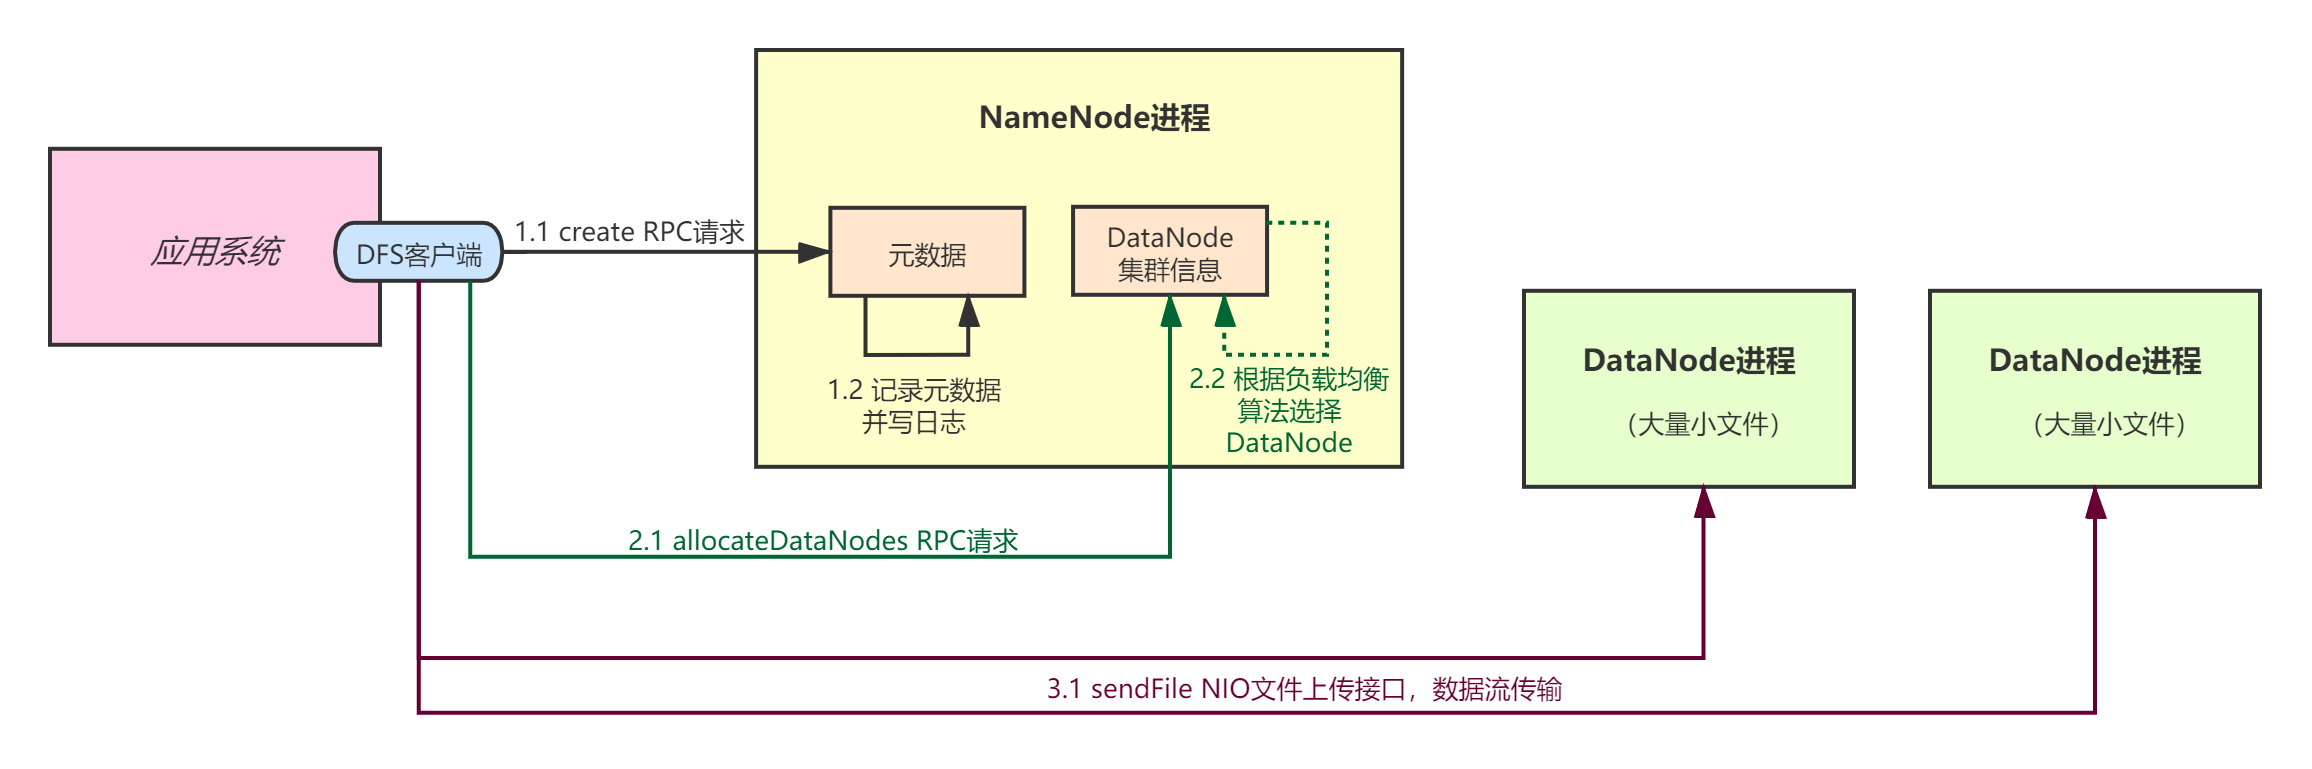 NameNode进程
应用系统
DFS客户端
1.1 create RPC请求
元数据
DataNode
集群信息
1.2 记录元数据
并写日志
2.2 根据负载均衡
算法选择
DataNode
DataNode进程
（大量小文件）
DataNode进程
（大量小文件）
2.1 allocateDataNodes RPC请求
3.1 sendFile NIO文件上传接口，数据流传输